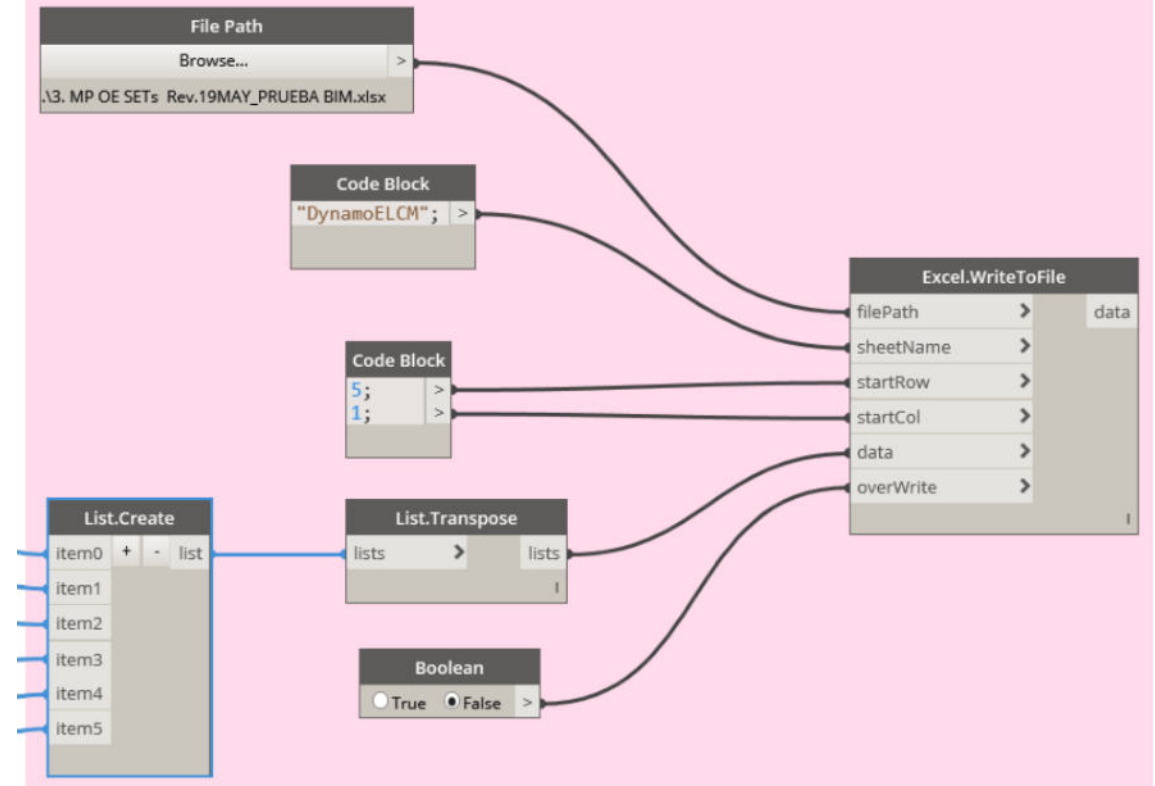 File Path
Browse...
>
.\3. MP OE SETs Rev.19MAY_PRUEBA BIM.xlsx
Code Block
"DynamoELCM"; >
Excel.WriteToFile
filePath > data
sheetName >
startRow >
startCol >
data >
overWrite >
Code Block
5; >
1; >
List.Create
item0 + - list
item1
item2
item3
item4
item5
List.Transpose
lists > lists
Boolean
True False >